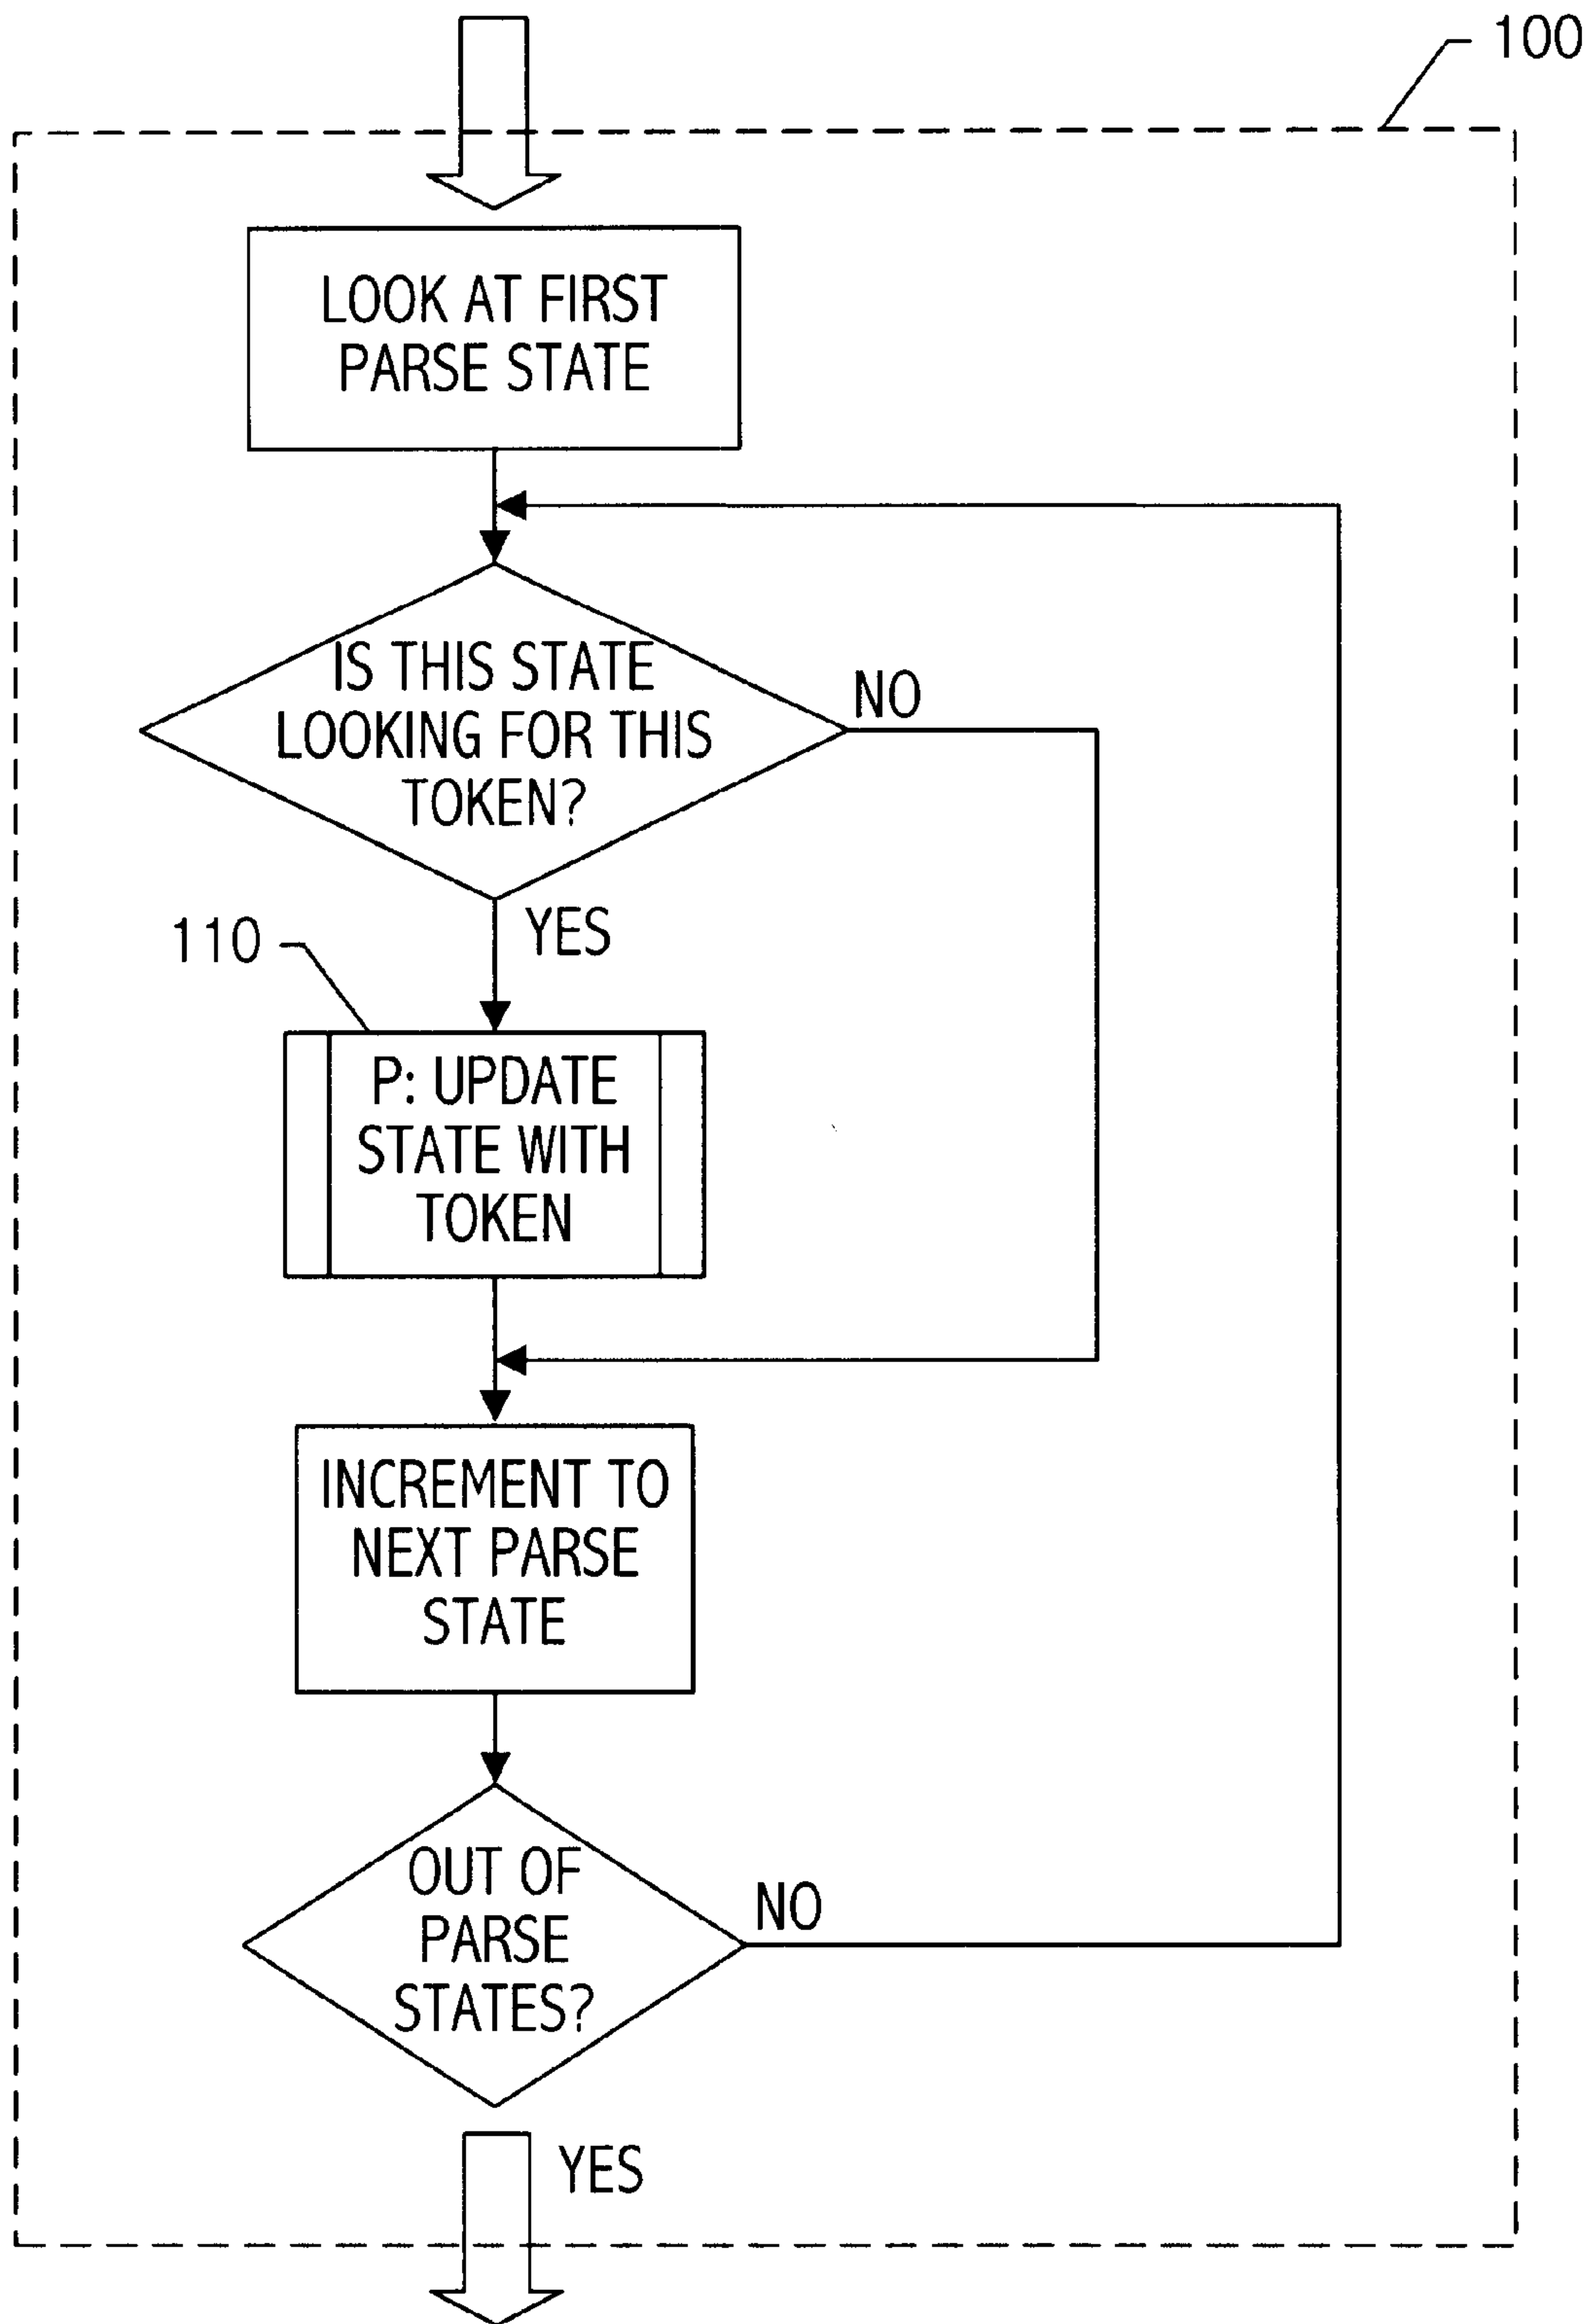 100
LOOK AT FIRST
PARSE STATE
IS THIS STATE
LOOKING FOR THIS
TOKEN?
NO
YES
110
P: UPDATE
STATE WITH
TOKEN
INCREMENT TO
NEXT PARSE
STATE
OUT OF
PARSE
STATES?
NO
YES